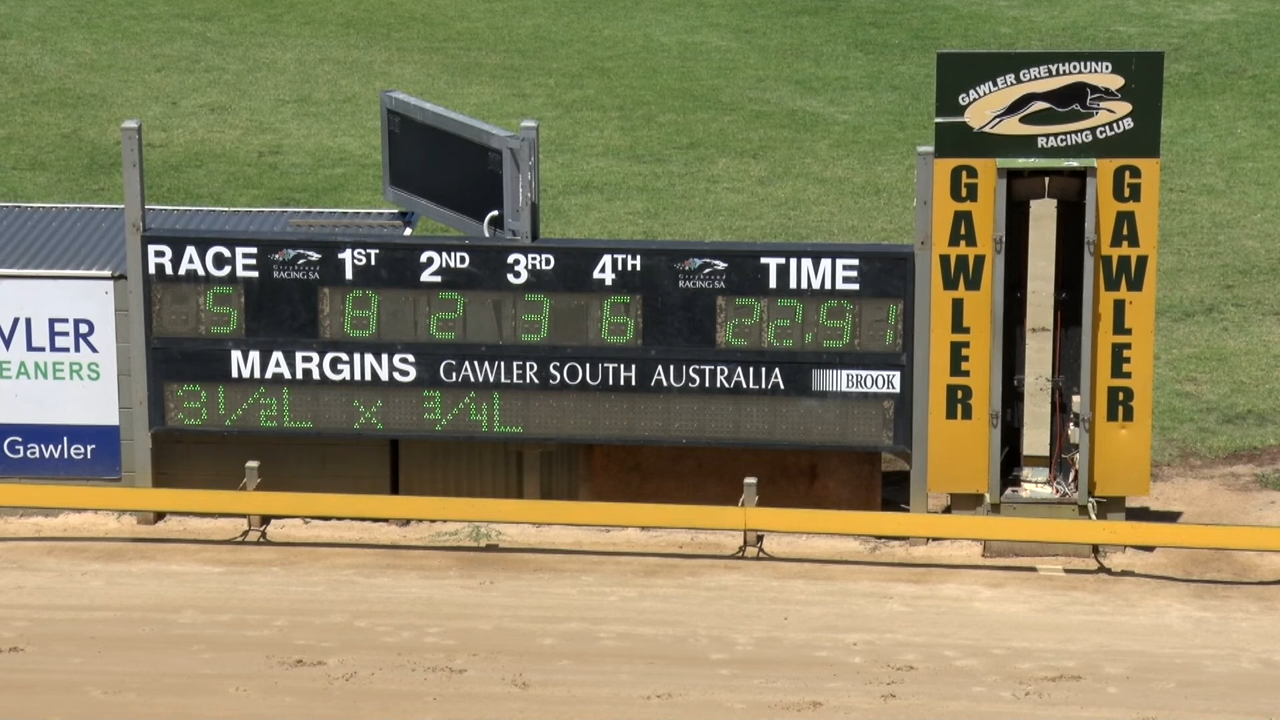 GAWLER GREYHOUND
RACING CLUB
GAWLER
GAWLER
RACE
Greyhound
RACING SA
1ST
2ND
3RD
4TH
Greyhound
RACING SA
TIME
5
8
2
3
6
22.91
MARGINS
GAWLER SOUTH AUSTRALIA
BROOK
3 1/2L x 3/4L
WLER
EANERS
Gawler